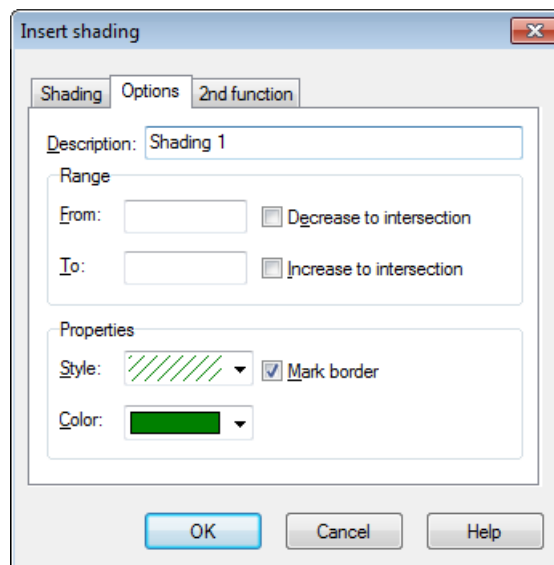 Insert shading
Shading Options 2nd function
Description: Shading 1
Range
From: Decrease to intersection
To: Increase to intersection
Properties
Style: Mark border
Color:
OK Cancel Help